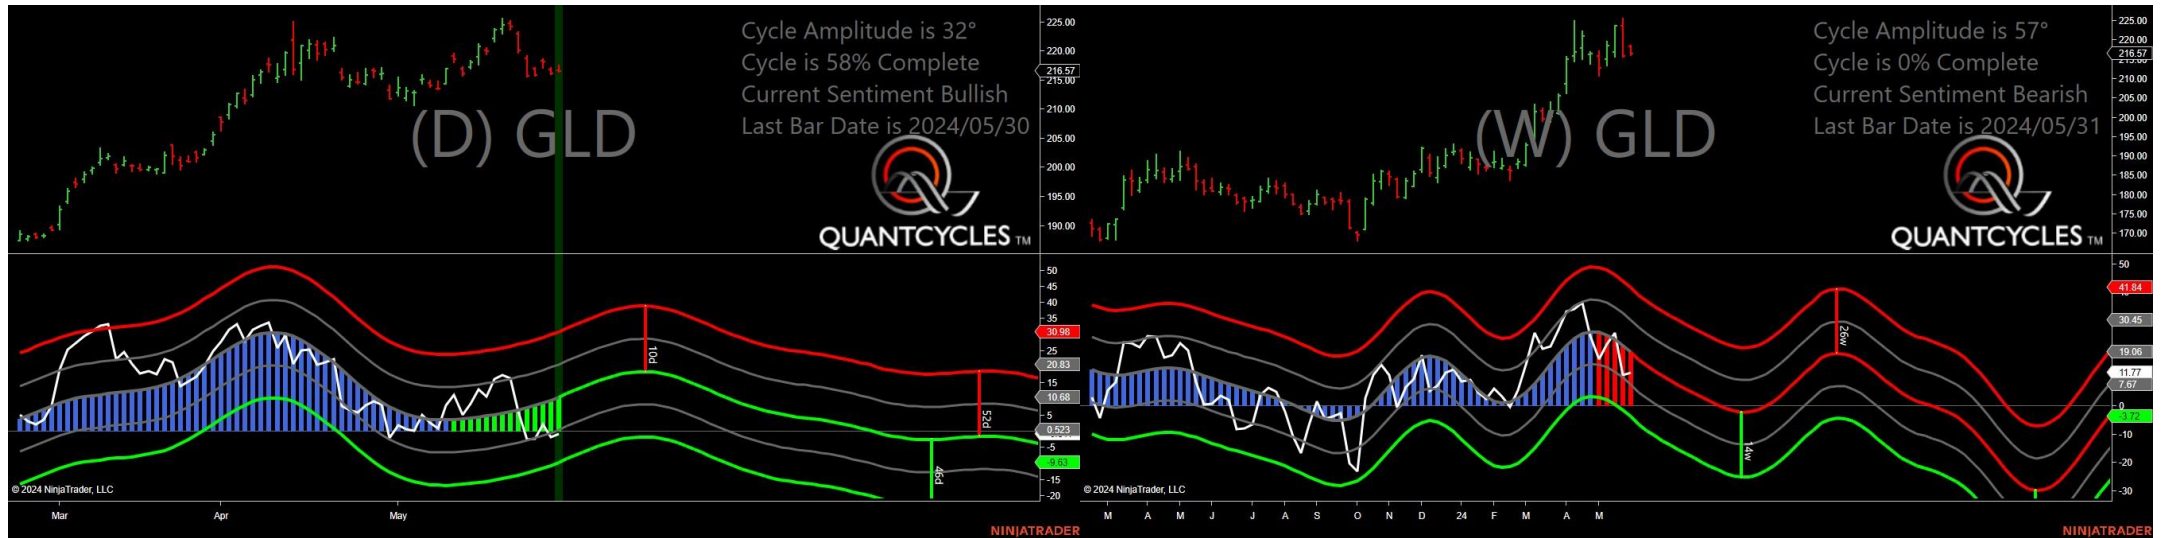 Cycle Amplitude is 32°
Cycle is 58% Complete
Current Sentiment Bullish
Last Bar Date is 2024/05/30
(D) GLD
QUANTCYCLES TM
225.00
220.00
216.57
215.00
210.00
205.00
200.00
195.00
190.00
50
45
40
35
30.98
25
20.83
15
10.68
5
0.523
-5
-9.63
-15
-20
10d
52d
46d
© 2024 NinjaTrader, LLC
Mar
Apr
May
NINJATRADER
Cycle Amplitude is 57°
Cycle is 0% Complete
Current Sentiment Bearish
Last Bar Date is 2024/05/31
(W) GLD
QUANTCYCLES TM
225.00
220.00
216.57
215.00
210.00
205.00
200.00
195.00
190.00
185.00
180.00
175.00
170.00
50
41.84
30.45
19.06
11.77
7.67
0
-3.72
-10
-20
-30
26w
14w
© 2024 NinjaTrader, LLC
M A M J J A S O N D 24 F M A M
NINJATRADER